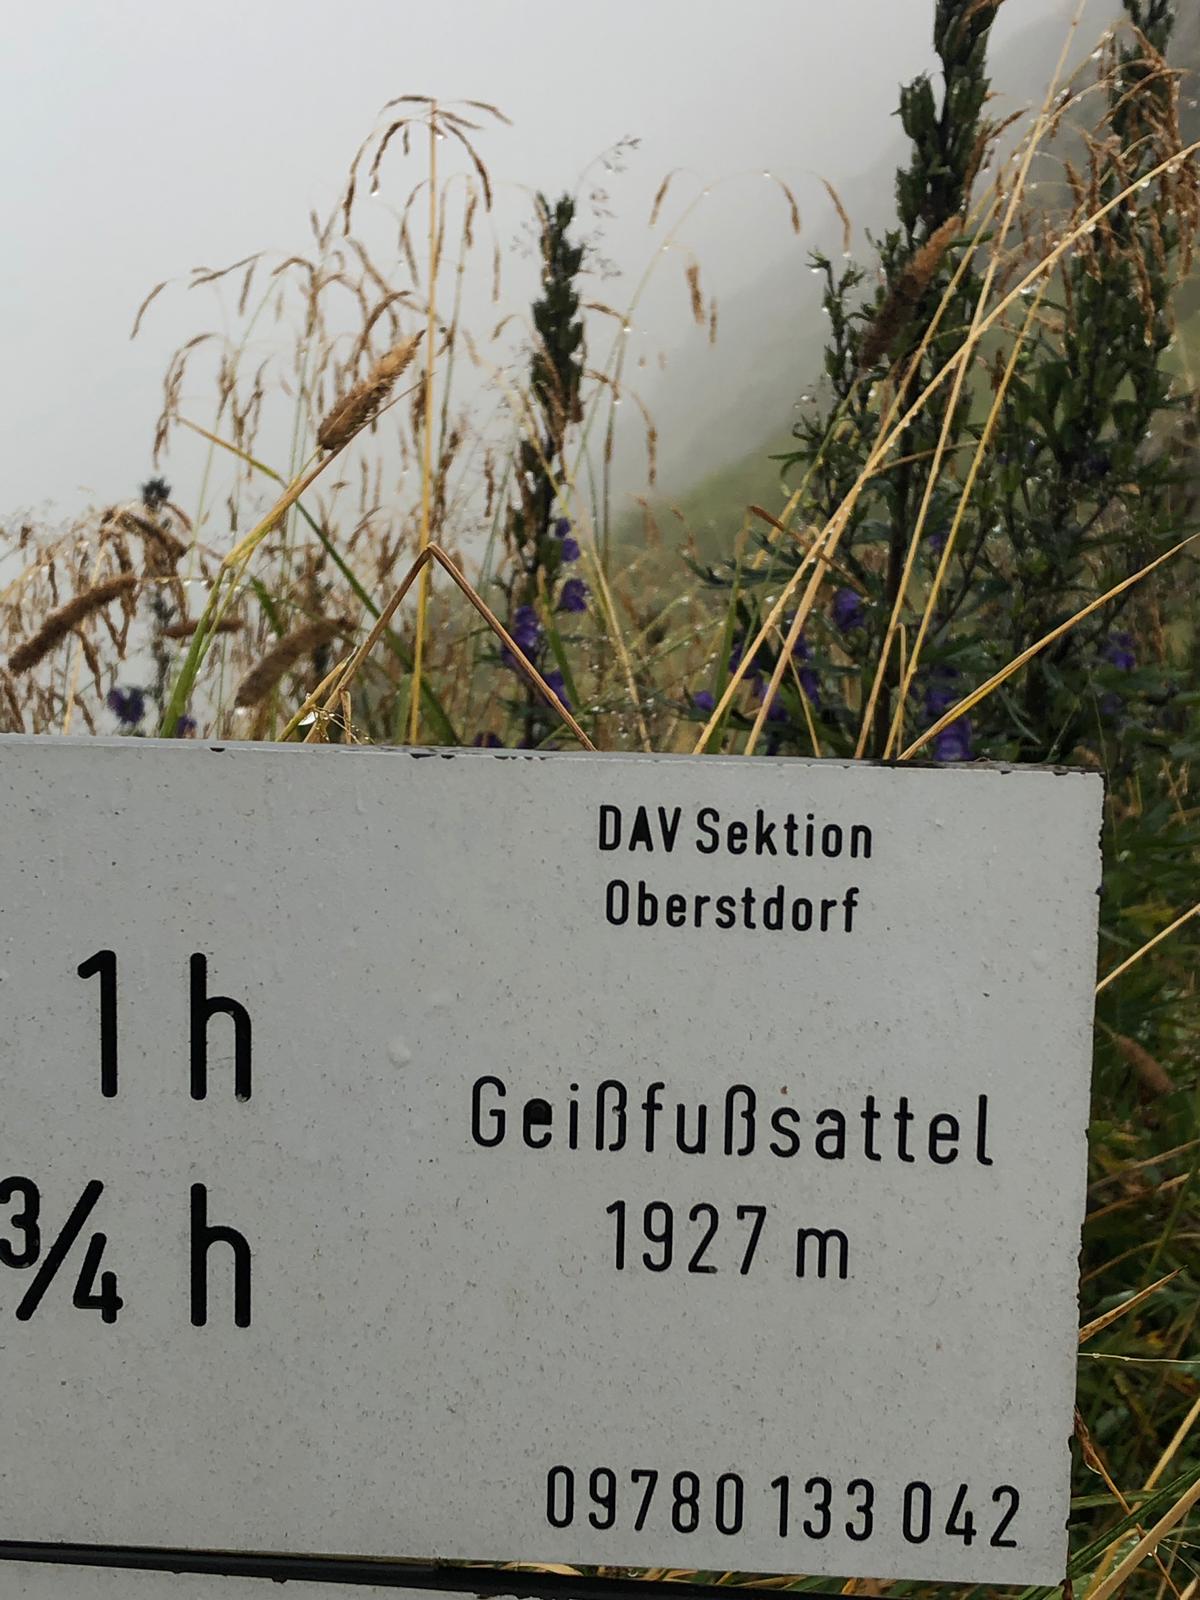 DAV Sektion
Oberstdorf
1 h
Geißfußsattel
¾ h
1927 m
09780 133 042